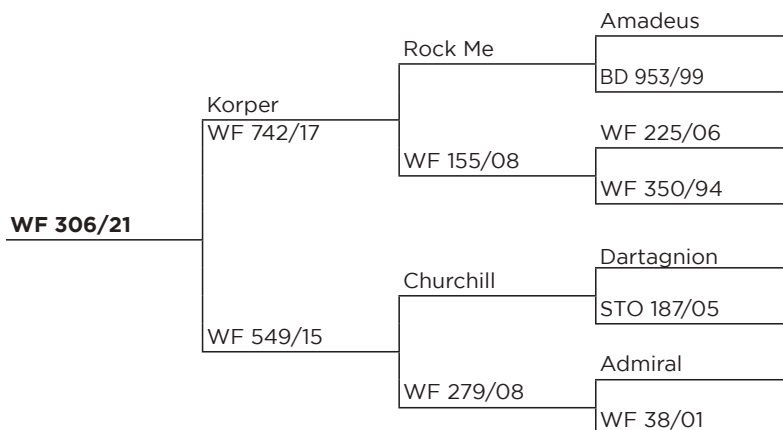 Amadeus
Rock Me
BD 953/99
Korper
WF 742/17
WF 225/06
WF 155/08
WF 350/94
WF 306/21
Dartagnion
Churchill
STO 187/05
WF 549/15
Admiral
WF 279/08
WF 38/01